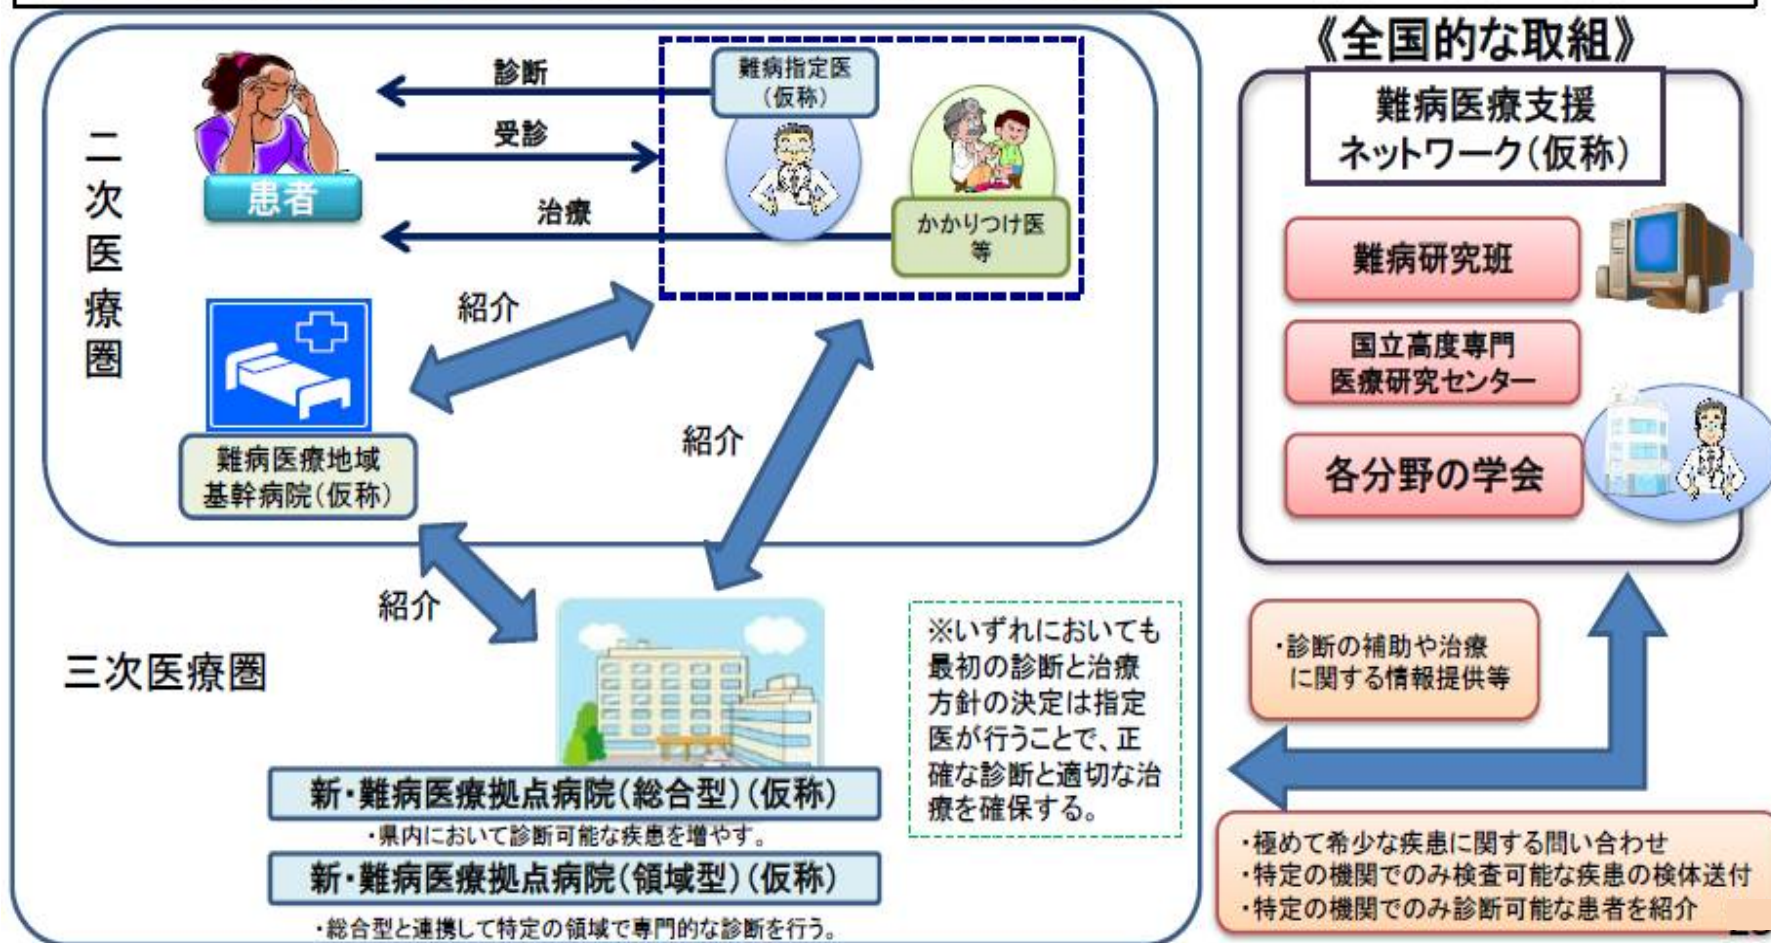 二次医療圏
診断
受診
治療
患者
難病指定医
(仮称)
かかりつけ医
等
紹介
難病医療地域
基幹病院(仮称)
紹介
紹介
三次医療圏
新・難病医療拠点病院(総合型)(仮称)
・県内において診断可能な疾患を増やす。
新・難病医療拠点病院(領域型)(仮称)
・総合型と連携して特定の領域で専門的な診断を行う。
※いずれにおいても
最初の診断と治療
方針の決定は指定
医が行うことで、正
確な診断と適切な治
療を確保する。
《全国的な取組》
難病医療支援
ネットワーク(仮称)
難病研究班
国立高度専門
医療研究センター
各分野の学会
・診断の補助や治療
に関する情報提供等
・極めて希少な疾患に関する問い合わせ
・特定の機関でのみ検査可能な疾患の検体送付
・特定の機関でのみ診断可能な患者を紹介